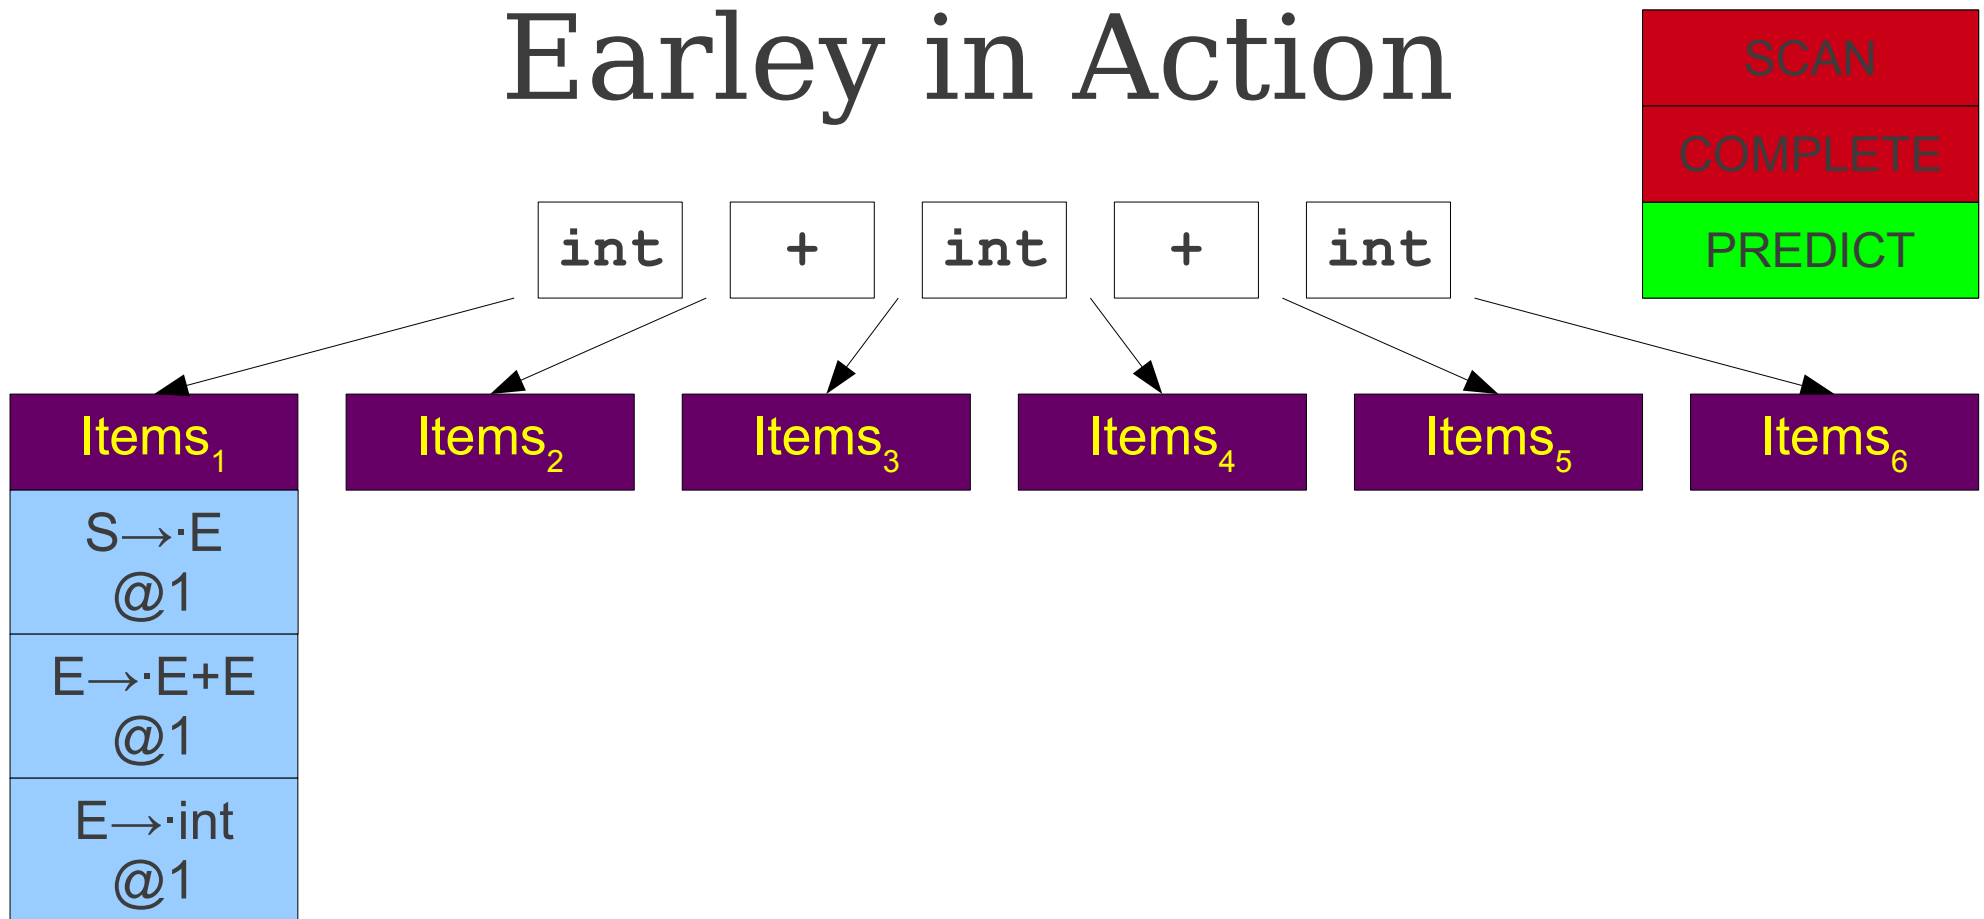 Earley in Action
SCAN
COMPLETE
PREDICT
int + int + int
Items₁ Items₂ Items₃ Items₄ Items₅ Items₆
S→·E
@1
E→·E+E
@1
E→·int
@1